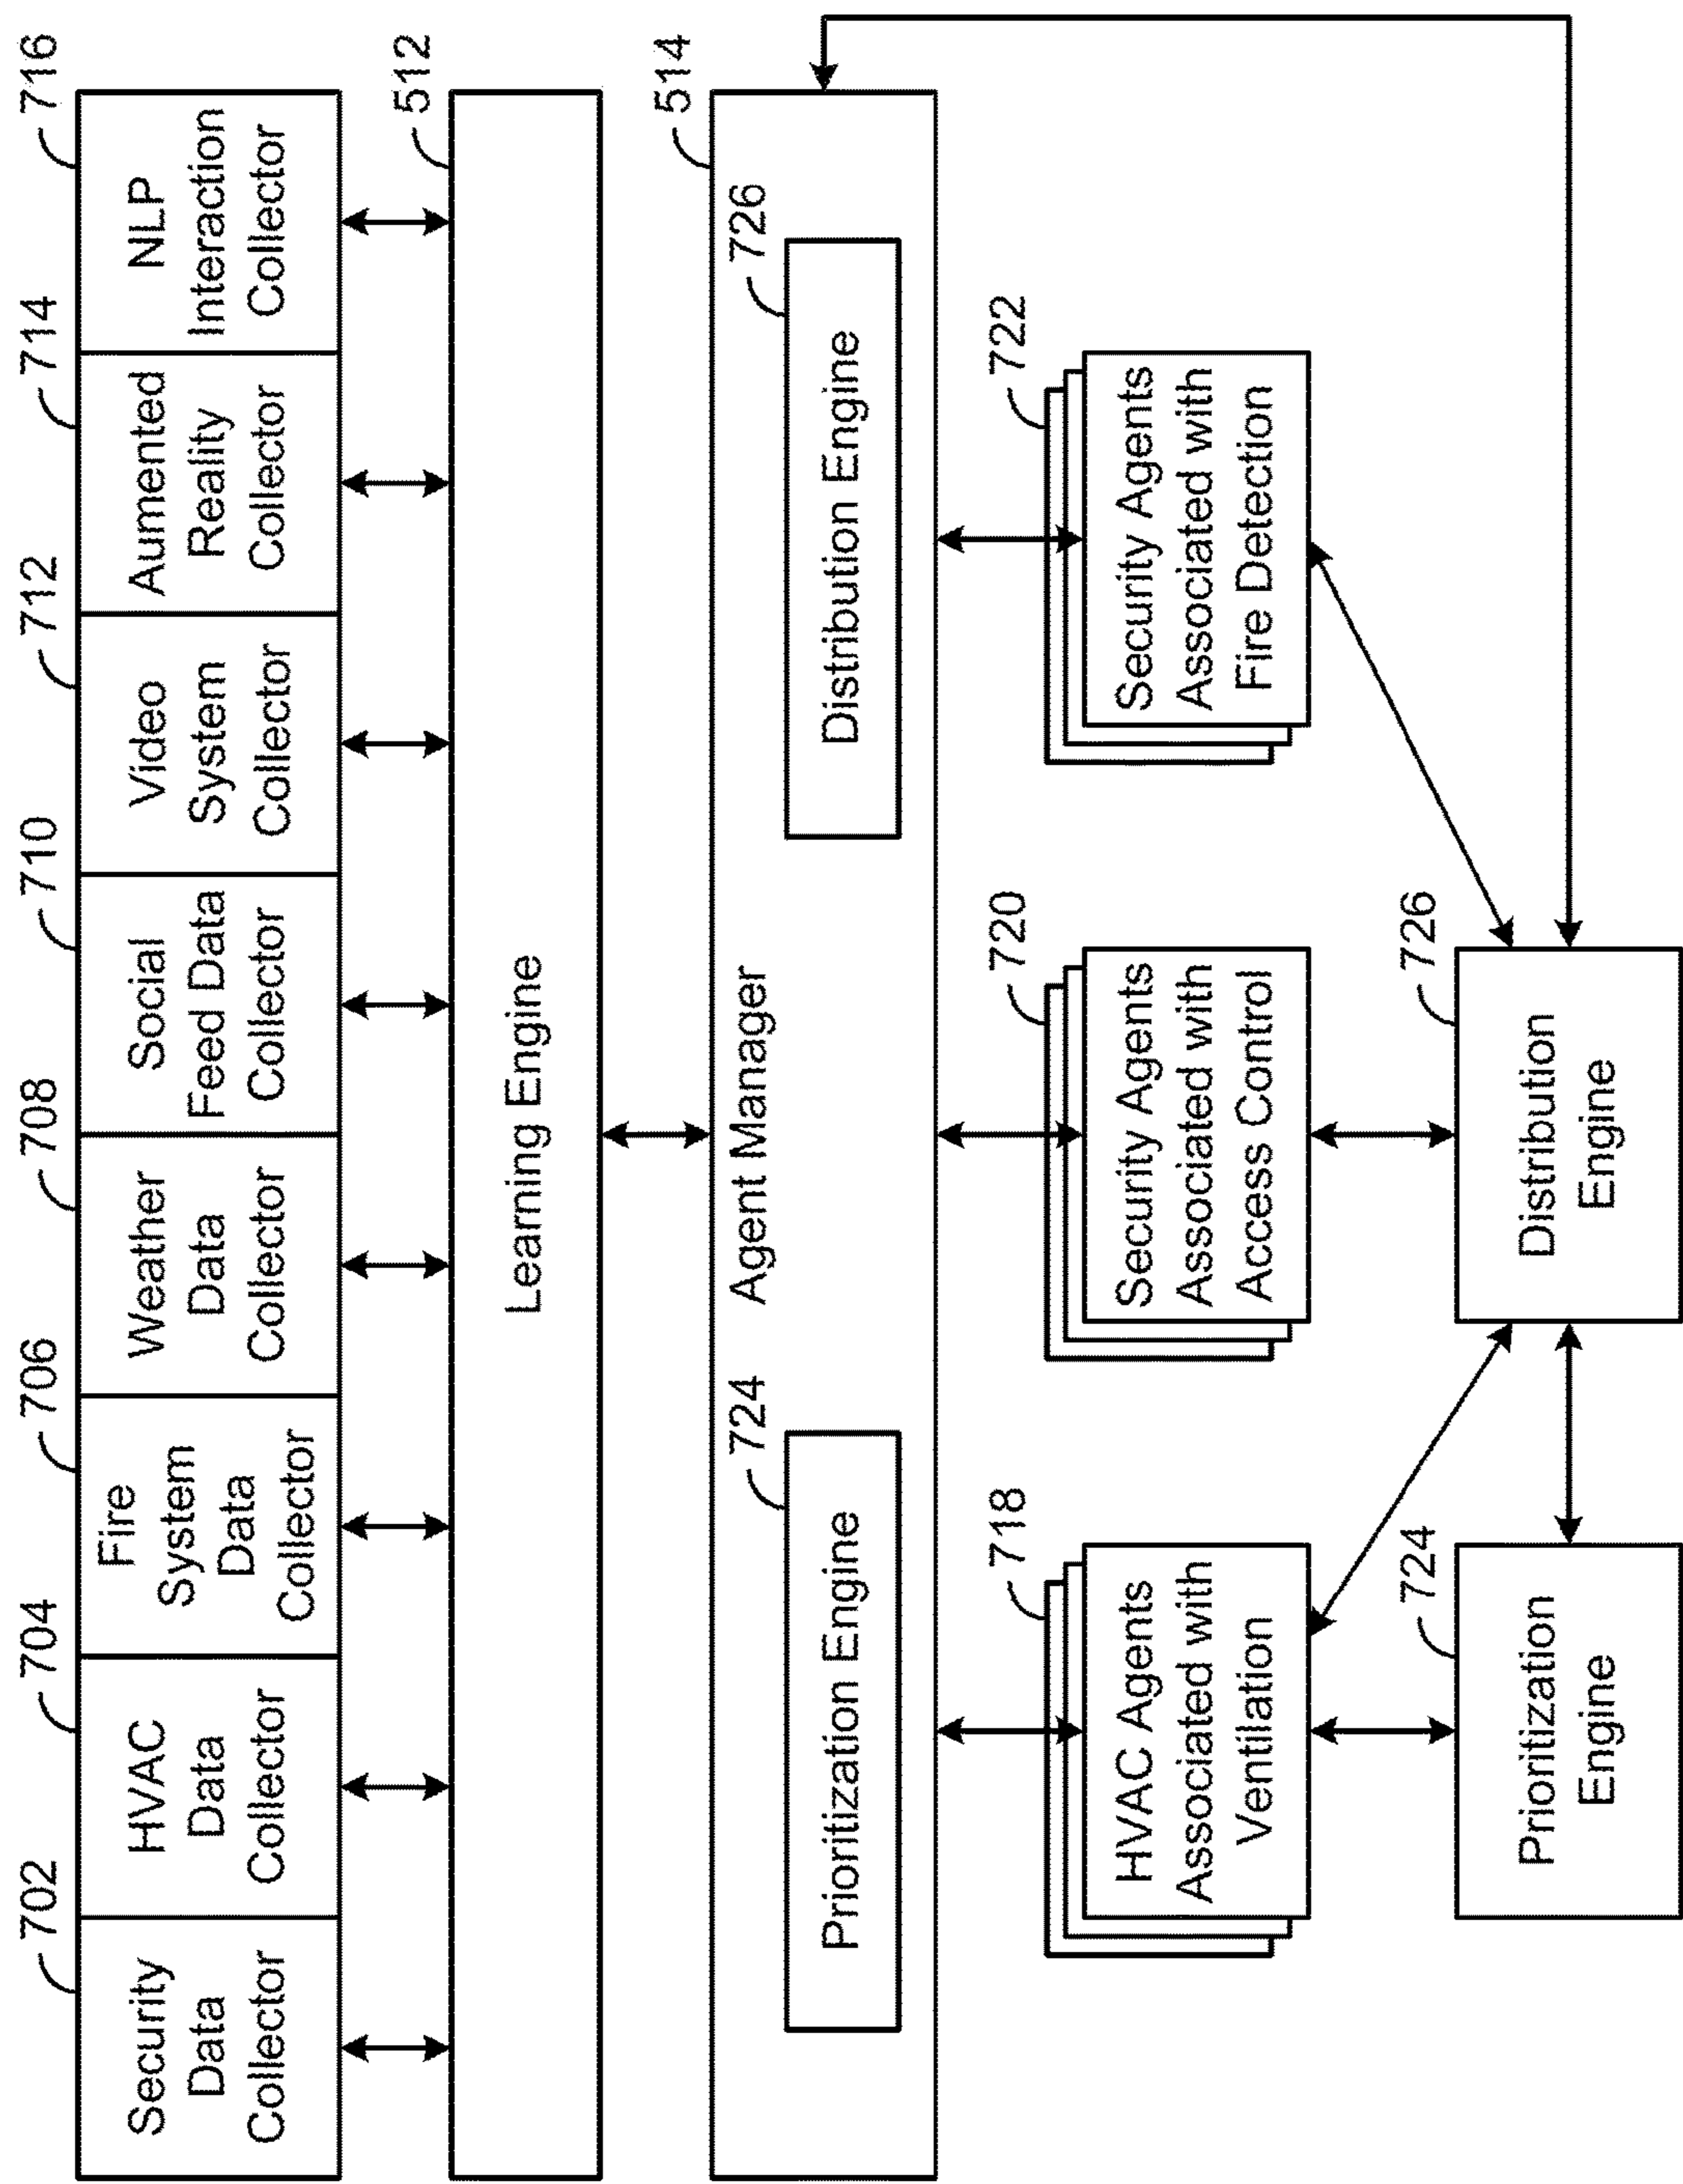 702
Security
Data
Collector
704
HVAC
Data
Collector
706
Fire
System
Data
Collector
708
Weather
Data
Collector
710
Social
Feed Data
Collector
712
Video
System
Collector
714
Aumented
Reality
Collector
716
NLP
Interaction
Collector
512
Learning Engine
514
Agent Manager
724
Prioritization Engine
726
Distribution Engine
718
HVAC Agents
Associated with
Ventilation
720
Security Agents
Associated with
Access Control
722
Security Agents
Associated with
Fire Detection
724
Prioritization
Engine
726
Distribution
Engine